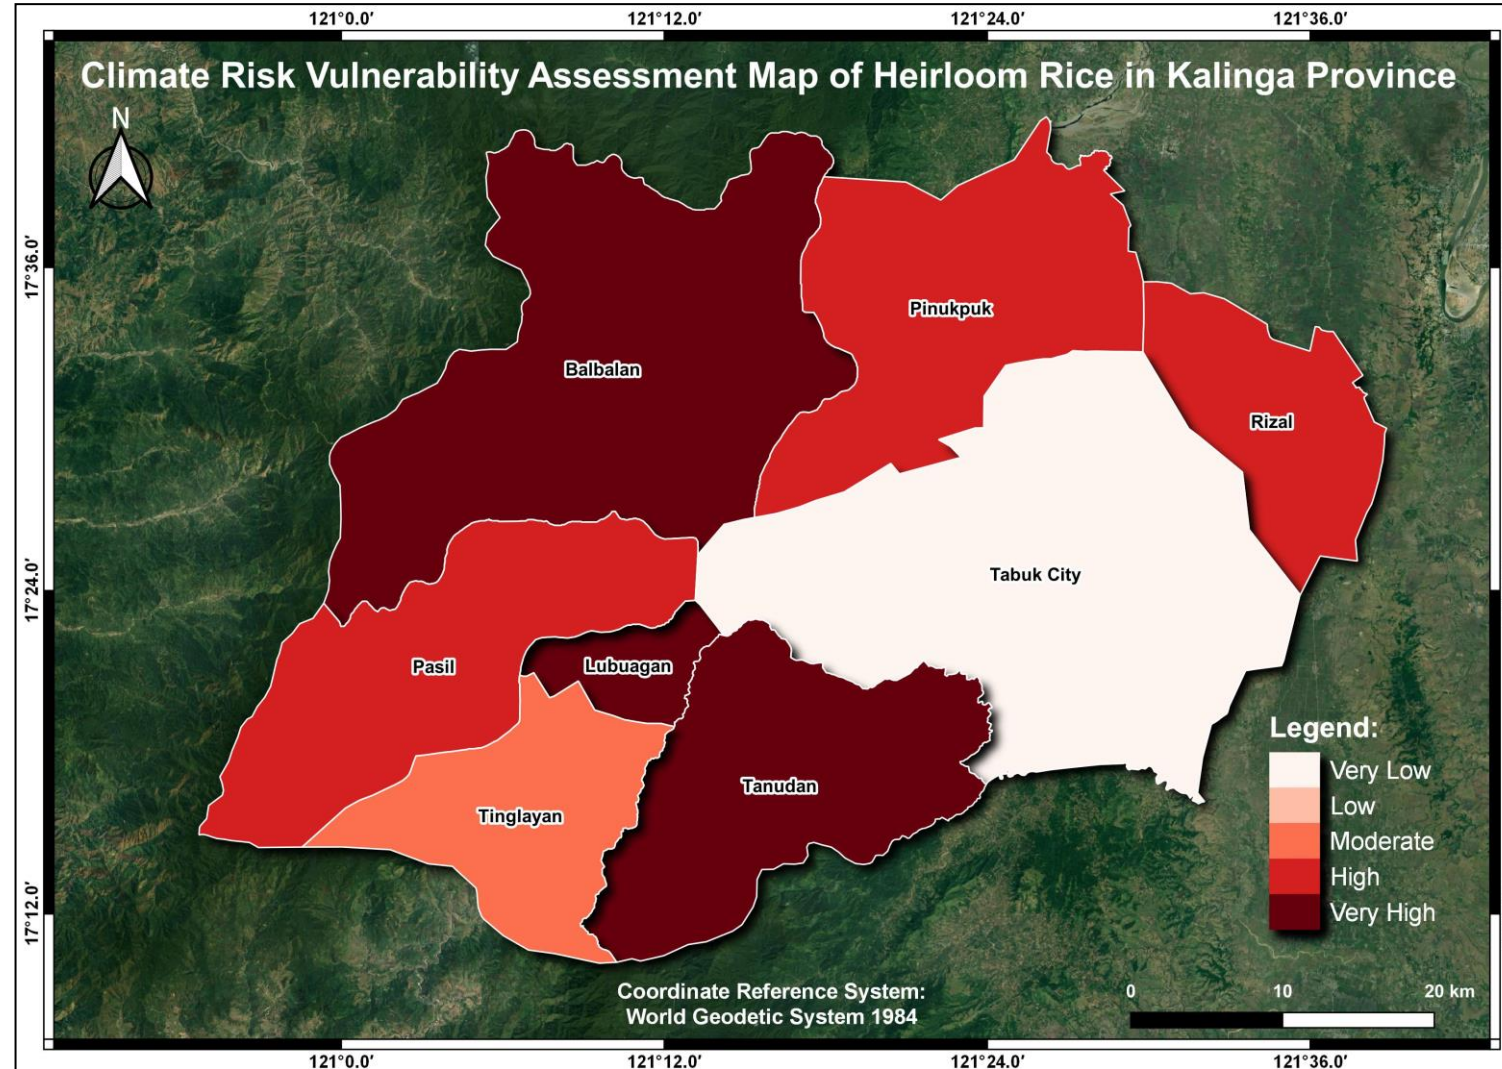 121°0.0′ 121°12.0′ 121°24.0′ 121°36.0′
Climate Risk Vulnerability Assessment Map of Heirloom Rice in Kalinga Province
N
17°36.0′
Pinukpuk
Balbalan
Rizal
17°24.0′
Tabuk City
Pasil
Lubuagan
Tanudan
Tinglayan
Legend:
Very Low
Low
Moderate
High
Very High
17°12.0′
Coordinate Reference System:
World Geodetic System 1984
0 10 20 km
121°0.0′ 121°12.0′ 121°24.0′ 121°36.0′